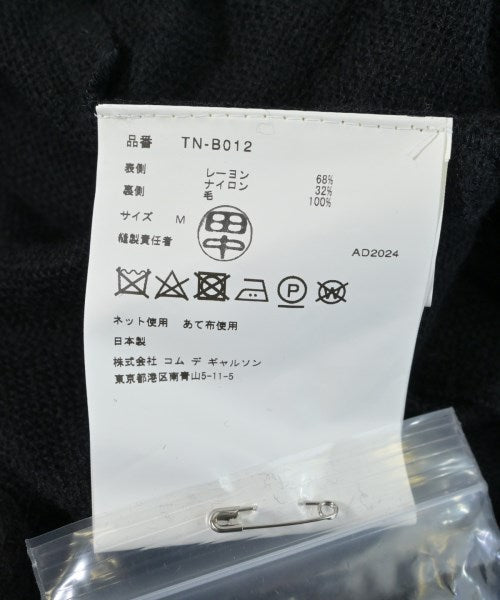 品番 TN-B012
表側 レーヨン 68%
ナイロン 32%
裏側 毛 100%
サイズ M
田中
縫製責任者
AD2024
P W
ネット使用 あて布使用
日本製
株式会社 コム デ ギャルソン
東京都港区南青山5-11-5